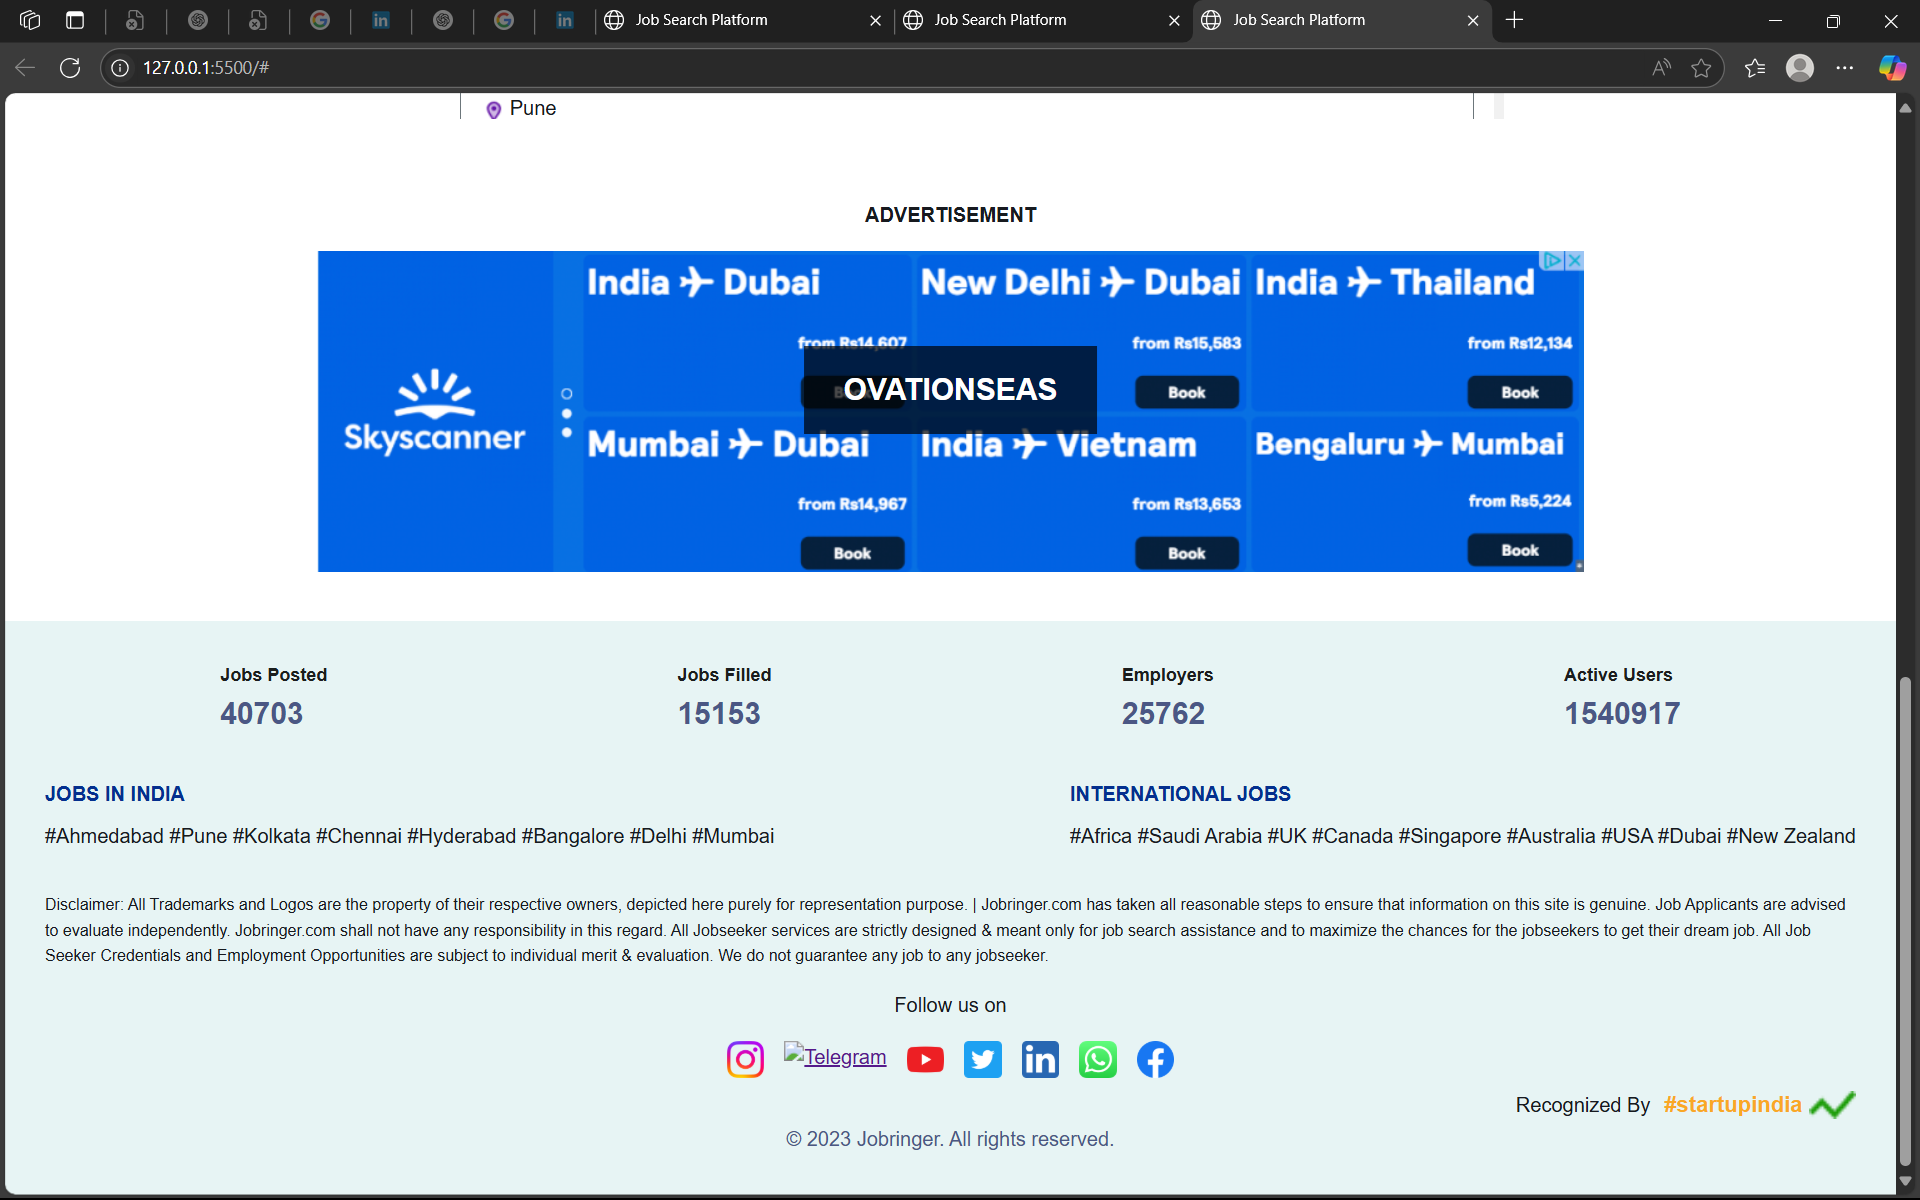 Job Search Platform
Job Search Platform
Job Search Platform
127.0.0.1:5500/#
Pune
ADVERTISEMENT
Skyscanner
India Dubai
from Rs14,607
New Delhi Dubai
from Rs15,583
Book
India Thailand
from Rs12,134
Book
OVATIONSEAS
Mumbai Dubai
from Rs14,967
Book
India Vietnam
from Rs13,653
Book
Bengaluru Mumbai
from Rs5,224
Book
Jobs Posted
40703
Jobs Filled
15153
Employers
25762
Active Users
1540917
JOBS IN INDIA
#Ahmedabad #Pune #Kolkata #Chennai #Hyderabad #Bangalore #Delhi #Mumbai
INTERNATIONAL JOBS
#Africa #Saudi Arabia #UK #Canada #Singapore #Australia #USA #Dubai #New Zealand
Disclaimer: All Trademarks and Logos are the property of their respective owners, depicted here purely for representation purpose. | Jobringer.com has taken all reasonable steps to ensure that information on this site is genuine. Job Applicants are advised
to evaluate independently. Jobringer.com shall not have any responsibility in this regard. All Jobseeker services are strictly designed & meant only for job search assistance and to maximize the chances for the jobseekers to get their dream job. All Job
Seeker Credentials and Employment Opportunities are subject to individual merit & evaluation. We do not guarantee any job to any jobseeker.
Follow us on
Telegram
in
Recognized By #startupindia
© 2023 Jobringer. All rights reserved.